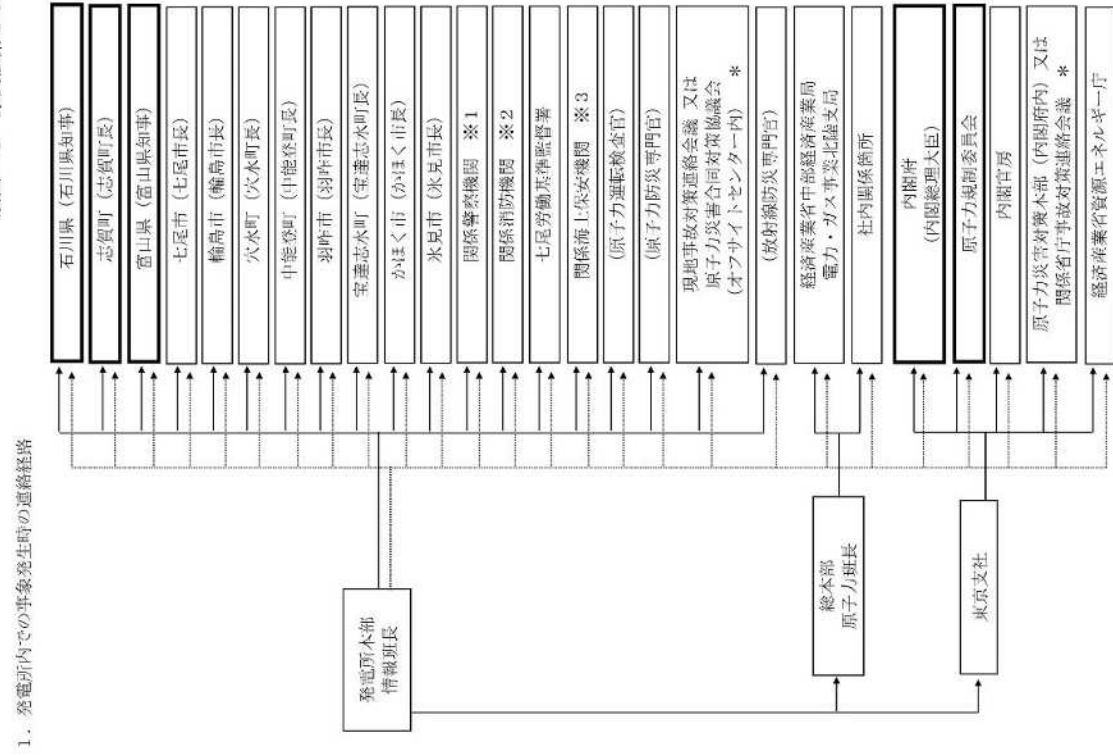 1．発電所内での事象発生時の連絡経路
発電所本部
情報班長
総本部
原子力班長
東京支社
石川県（石川県知事）
志賀町（志賀町長）
富山県（富山県知事）
七尾市（七尾市長）
輪島市（輪島市長）
穴水町（穴水町長）
中能登町（中能登町長）
羽咋市（羽咋市長）
宝達志水町（宝達志水町長）
かほく市（かほく市長）
氷見市（氷見市長）
関係警察機関　※1
関係消防機関　※2
七尾労働基準監督署
関係海上保安機関　※3
（原子力運転検査官）
（原子力防災専門官）
現地事故対策連絡会議　又は
原子力災害合同対策協議会
（オフサイトセンター内）　＊
（放射線防災専門官）
経済産業省中部経済産業局
電力・ガス事業北陸支局
社内関係箇所
内閣府
（内閣総理大臣）
原子力規制委員会
内閣官房
原子力災害対策本部（内閣府内）又は
関係省庁事故対策連絡会議　＊
経済産業省資源エネルギー庁